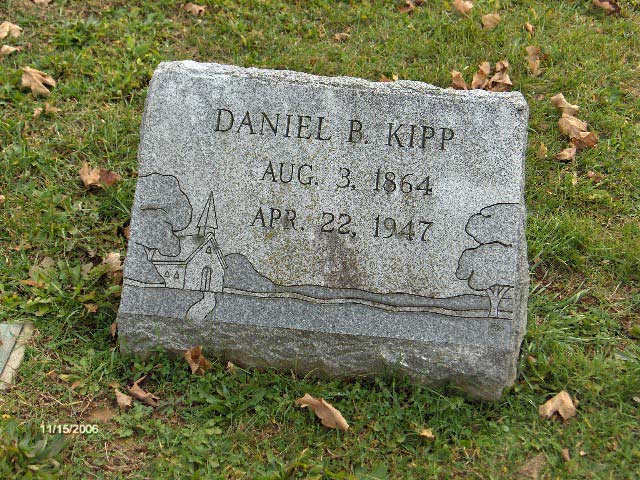 DANIEL B. KIPP
AUG. 3, 1864
APR. 22, 1947
11/15/2006